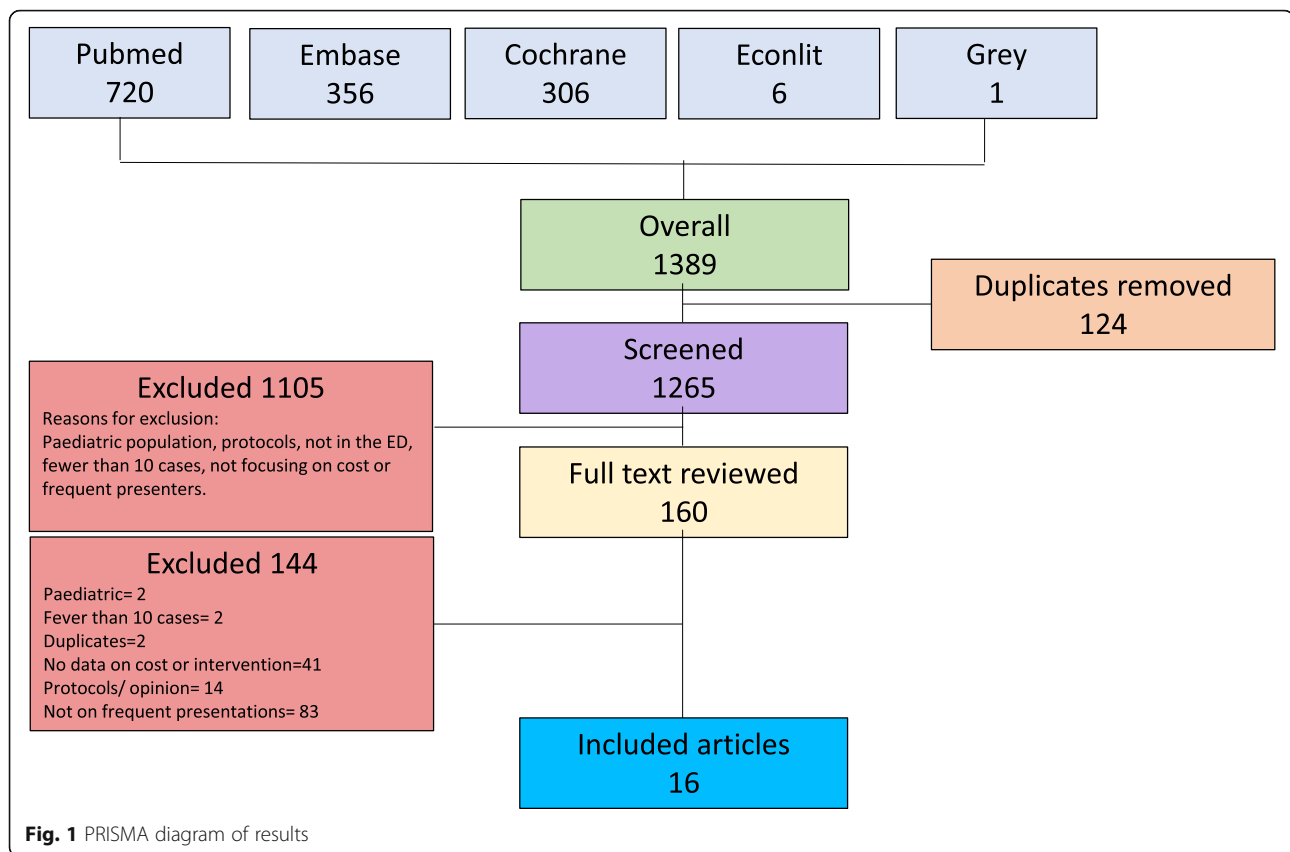 Pubmed
720
Embase
356
Cochrane
306
Econlit
6
Grey
1
Overall
1389
Duplicates removed
124
Screened
1265
Excluded 1105
Reasons for exclusion:
Paediatric population, protocols, not in the ED,
fewer than 10 cases, not focusing on cost or
frequent presenters.
Full text reviewed
160
Excluded 144
Paediatric= 2
Fever than 10 cases= 2
Duplicates=2
No data on cost or intervention=41
Protocols/ opinion= 14
Not on frequent presentations= 83
Included articles
16
Fig. 1 PRISMA diagram of results